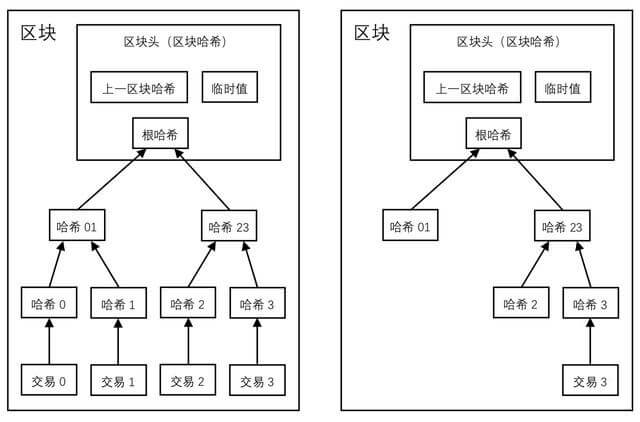 区块
区块头（区块哈希）
上一区块哈希
临时值
根哈希
哈希 01
哈希 23
哈希 0
哈希 1
哈希 2
哈希 3
交易 0
交易 1
交易 2
交易 3
区块
区块头（区块哈希）
上一区块哈希
临时值
根哈希
哈希 01
哈希 23
哈希 2
哈希 3
交易 3